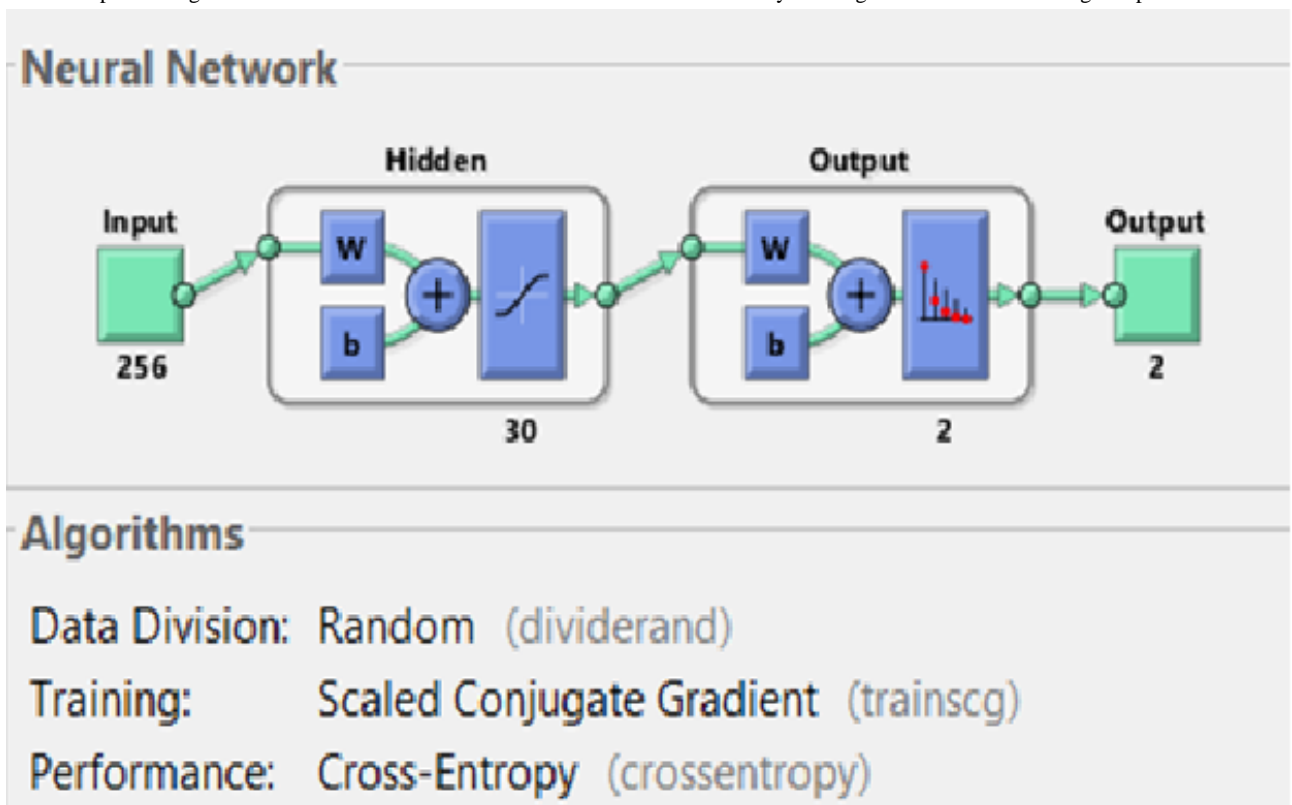 Neural Network
Hidden
Output
Input
Output
W
W
+
+
b
b
256
2
30
2
Algorithms
Data Division: Random (dividerand)
Training: Scaled Conjugate Gradient (trainscg)
Performance: Cross-Entropy (crossentropy)